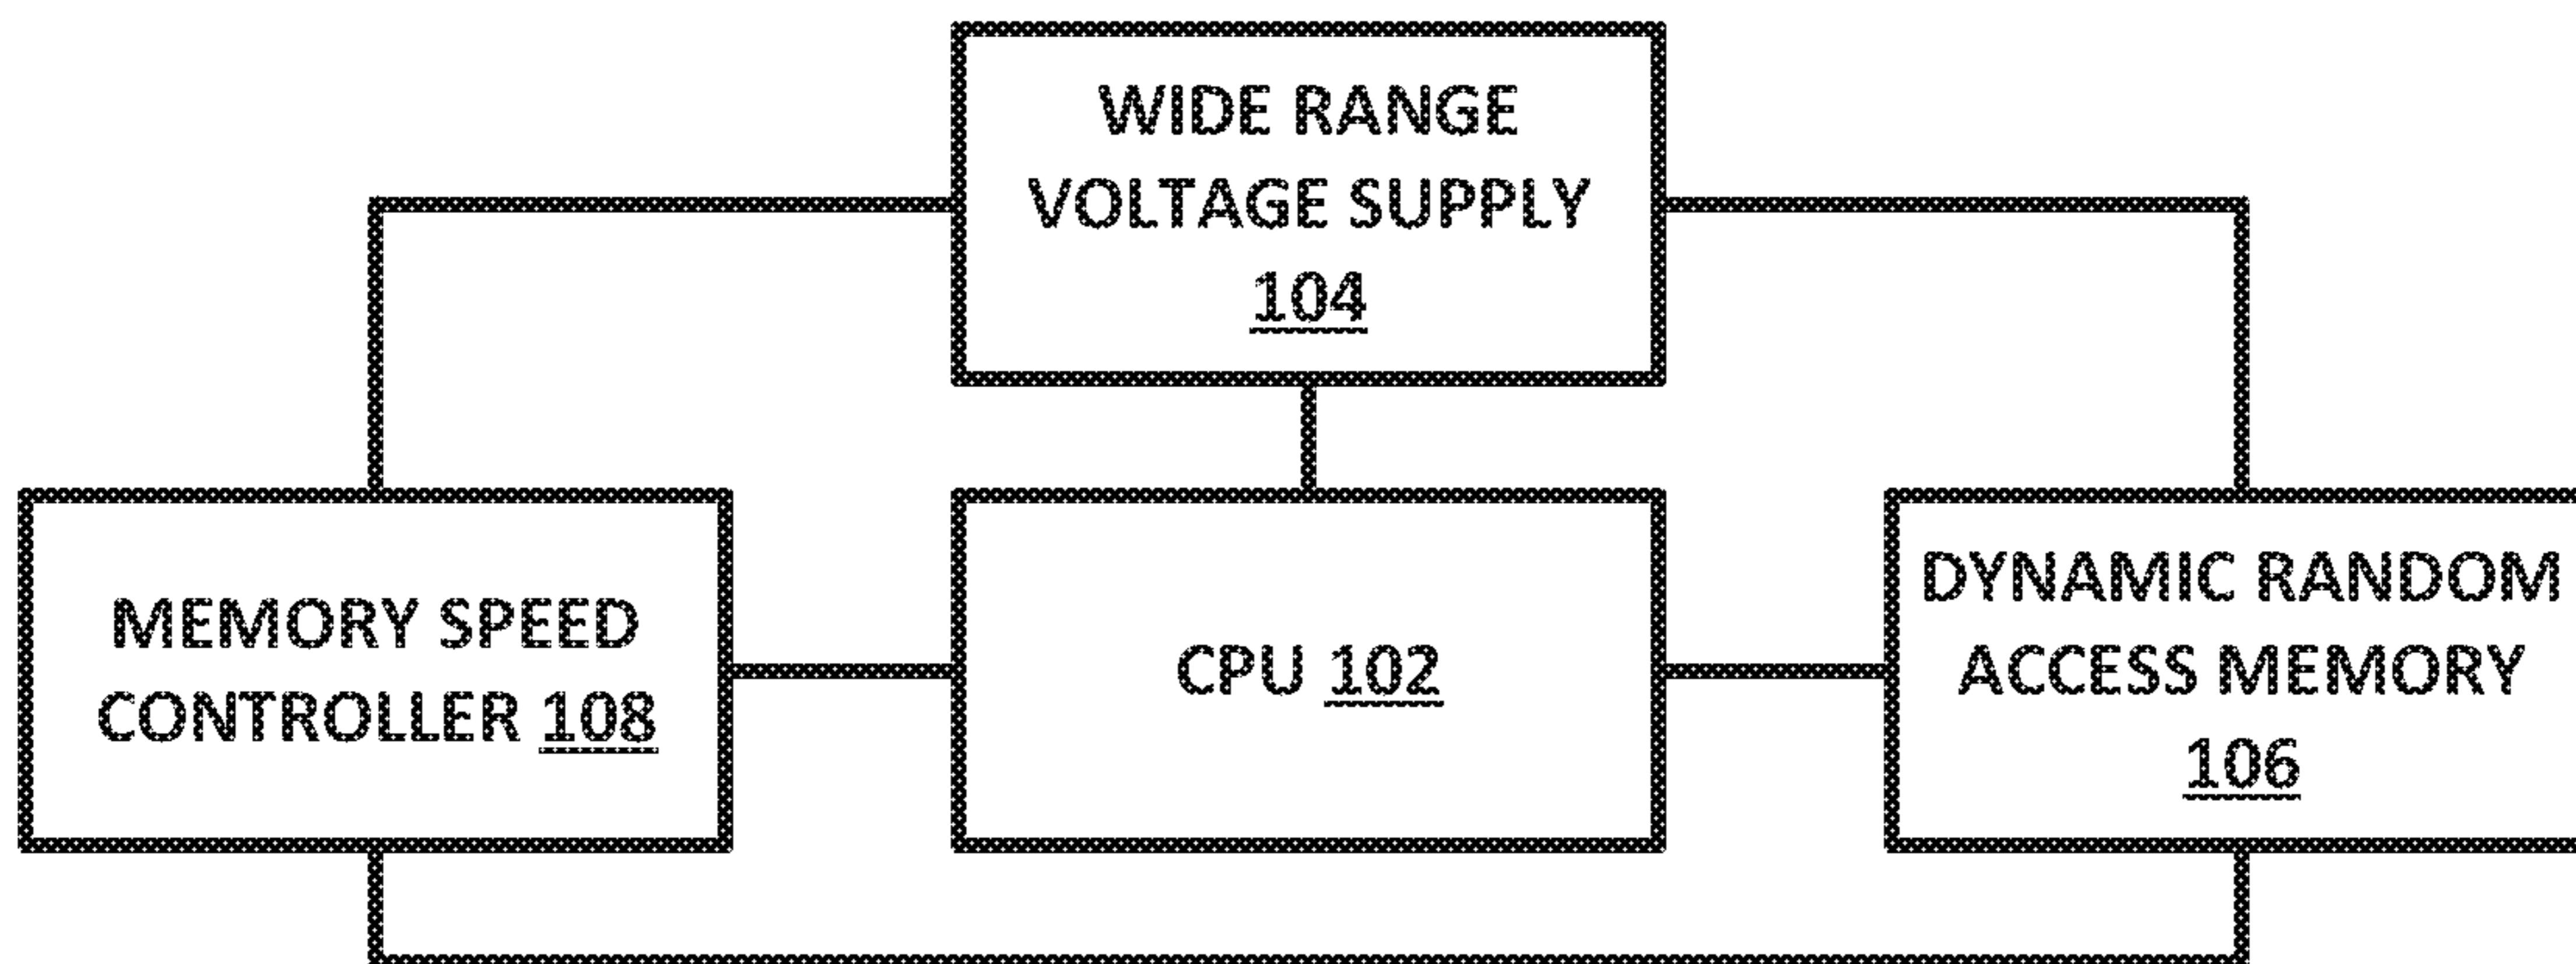 WIDE RANGE
VOLTAGE SUPPLY
104
MEMORY SPEED
CONTROLLER 108
CPU 102
DYNAMIC RANDOM
ACCESS MEMORY
106